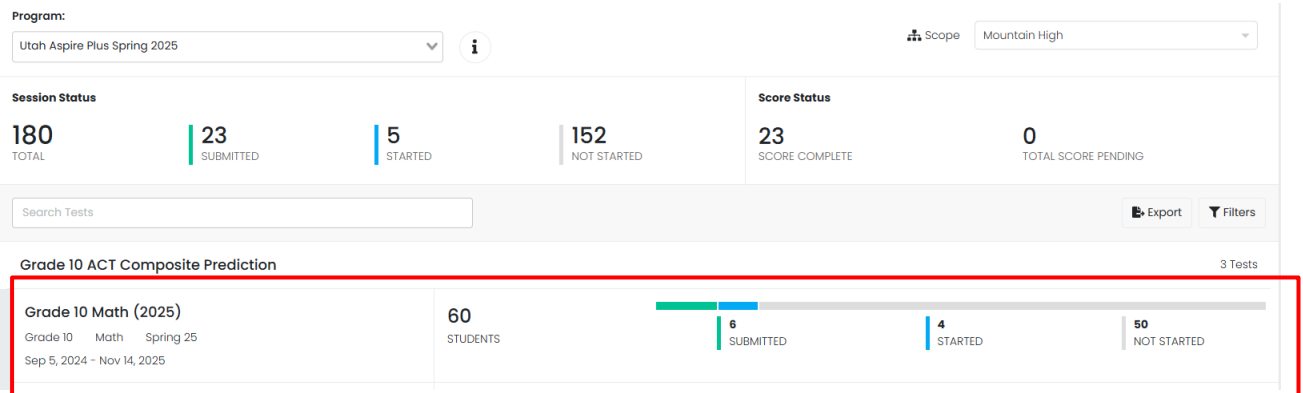 Program:
Utah Aspire Plus Spring 2025
i
Scope
Mountain High
Session Status
180
TOTAL
23
SUBMITTED
5
STARTED
152
NOT STARTED
Score Status
23
SCORE COMPLETE
0
TOTAL SCORE PENDING
Search Tests
Export
Filters
Grade 10 ACT Composite Prediction
3 Tests
Grade 10 Math (2025)
Grade 10 Math Spring 25
Sep 5, 2024 - Nov 14, 2025
60
STUDENTS
6
SUBMITTED
4
STARTED
50
NOT STARTED